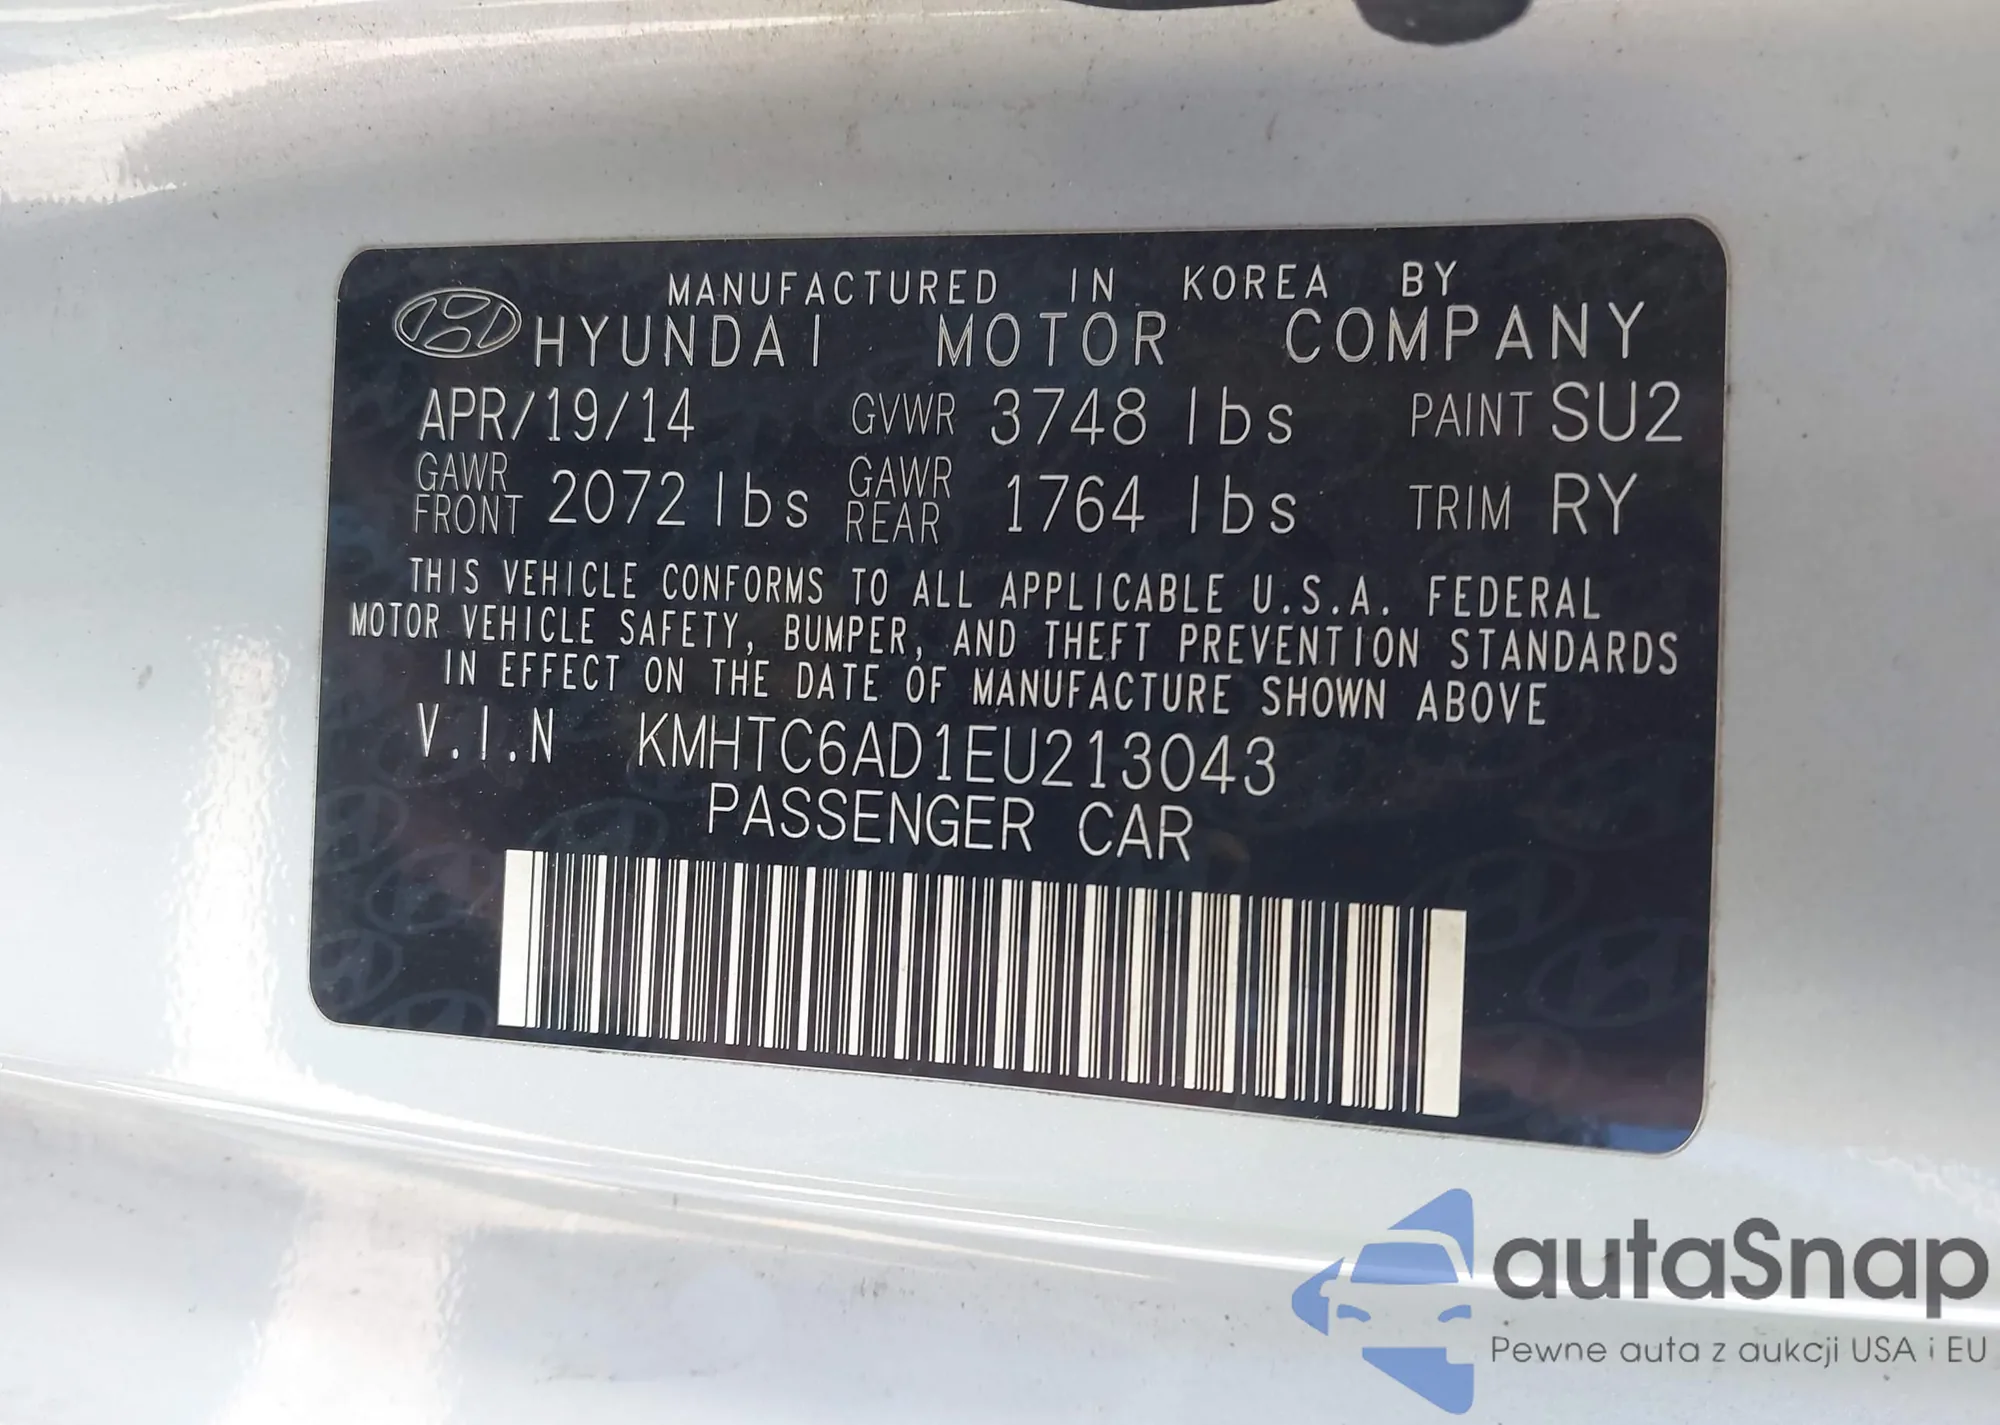 MANUFACTURED IN KOREA BY
HYUNDAI MOTOR COMPANY
APR/19/14 GVWR 3748 lbs PAINT SU2
GAWR FRONT 2072 lbs GAWR REAR 1764 lbs TRIM RY
THIS VEHICLE CONFORMS TO ALL APPLICABLE U.S.A. FEDERAL
MOTOR VEHICLE SAFETY, BUMPER, AND THEFT PREVENTION STANDARDS
IN EFFECT ON THE DATE OF MANUFACTURE SHOWN ABOVE
V.I.N KMHTC6AD1EU213043
PASSENGER CAR
autaSnap
Pewne auta z aukcji USA i EU